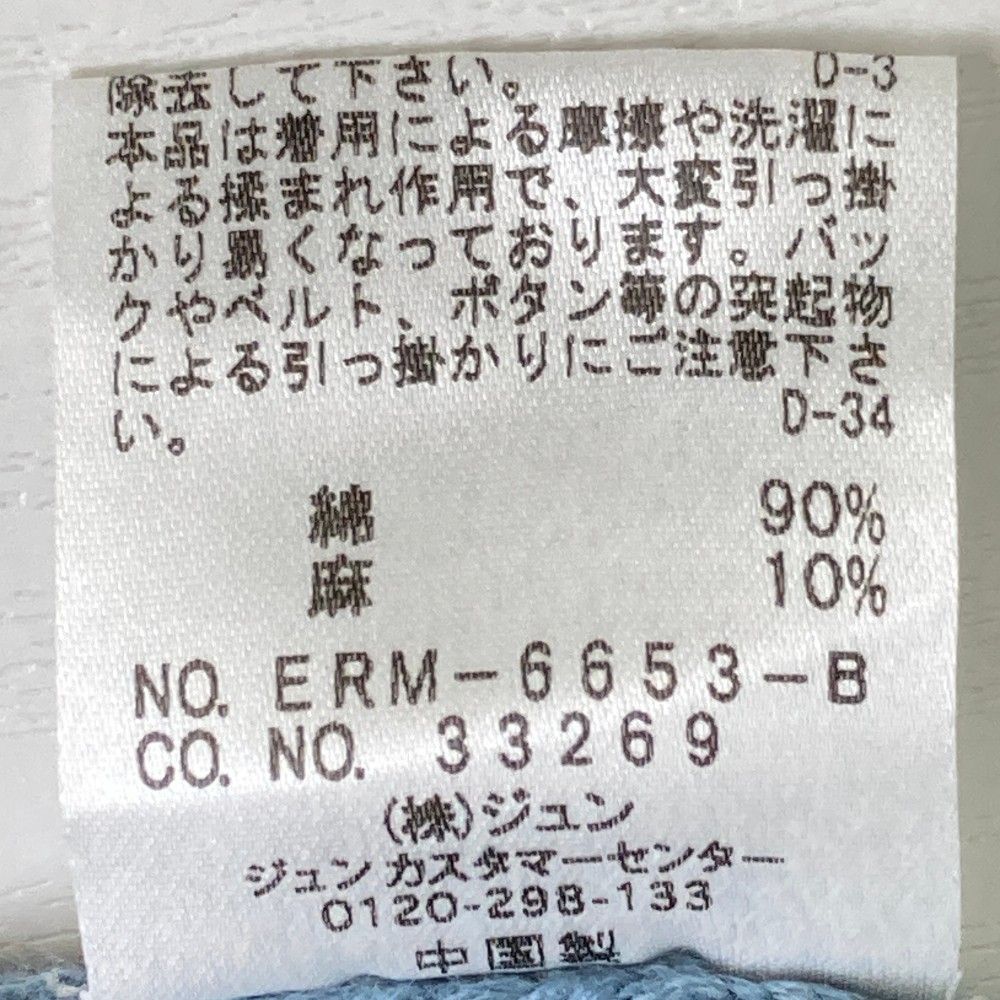 除去して下さい。 D-3
本品は着用による摩擦や洗濯に
よる揉まれ作用で、大変引っ掛
かり易くなっております。バッ
クやベルト、ボタン等の突起物
による引っ掛かりにご注意下さ
い。 D-34
綿 90%
麻 10%
NO. ERM-6653-B
CO. NO. 33269
(株)ジュン
ジュンカスタマーセンター
0120-298-133
中国製